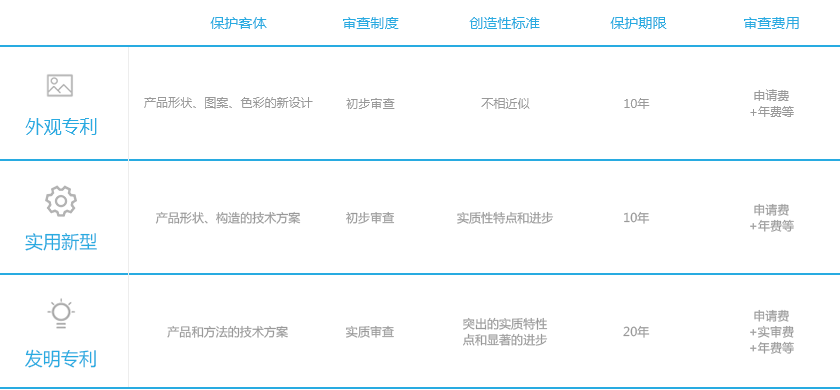 保护客体 审查制度 创造性标准 保护期限 审查费用
外观专利
产品形状、图案、色彩的新设计
初步审查
不相近似
10年
申请费
+年费等
实用新型
产品形状、构造的技术方案
初步审查
实质性特点和进步
10年
申请费
+年费等
发明专利
产品和方法的技术方案
实质审查
突出的实质特性
点和显著的进步
20年
申请费
+实审费
+年费等